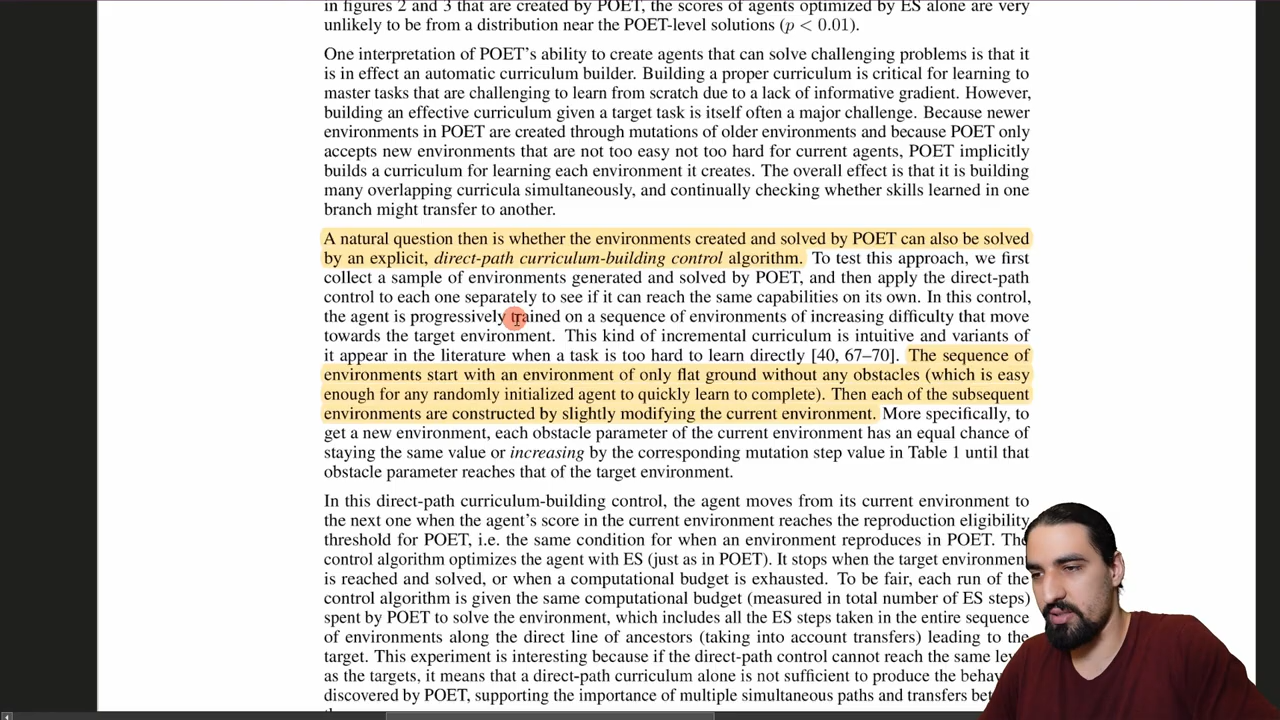 in figures 2 and 3 that are created by POET, the scores of agents optimized by ES alone are very
unlikely to be from a distribution near the POET-level solutions (p < 0.01).
One interpretation of POET's ability to create agents that can solve challenging problems is that it
is in effect an automatic curriculum builder. Building a proper curriculum is critical for learning to
master tasks that are challenging to learn from scratch due to a lack of informative gradient. However,
building an effective curriculum given a target task is itself often a major challenge. Because newer
environments in POET are created through mutations of older environments and because POET only
accepts new environments that are not too easy not too hard for current agents, POET implicitly
builds a curriculum for learning each environment it creates. The overall effect is that it is building
many overlapping curricula simultaneously, and continually checking whether skills learned in one
branch might transfer to another.
A natural question then is whether the environments created and solved by POET can also be solved
by an explicit, direct-path curriculum-building control algorithm. To test this approach, we first
collect a sample of environments generated and solved by POET, and then apply the direct-path
control to each one separately to see if it can reach the same capabilities on its own. In this control,
the agent is progressively trained on a sequence of environments of increasing difficulty that move
towards the target environment. This kind of incremental curriculum is intuitive and variants of
it appear in the literature when a task is too hard to learn directly [40, 67–70]. The sequence of
environments start with an environment of only flat ground without any obstacles (which is easy
enough for any randomly initialized agent to quickly learn to complete). Then each of the subsequent
environments are constructed by slightly modifying the current environment. More specifically, to
get a new environment, each obstacle parameter of the current environment has an equal chance of
staying the same value or increasing by the corresponding mutation step value in Table 1 until that
obstacle parameter reaches that of the target environment.
In this direct-path curriculum-building control, the agent moves from its current environment to
the next one when the agent's score in the current environment reaches the reproduction eligibility
threshold for POET, i.e. the same condition for when an environment reproduces in POET. The
control algorithm optimizes the agent with ES (just as in POET). It stops when the target environment
is reached and solved, or when a computational budget is exhausted. To be fair, each run of the
control algorithm is given the same computational budget (measured in total number of ES steps)
spent by POET to solve the environment, which includes all the ES steps taken in the entire sequence
of environments along the direct line of ancestors (taking into account transfers) leading to the
target. This experiment is interesting because if the direct-path control cannot reach the same
as the targets, it means that a direct-path curriculum alone is not sufficient to produce the
discovered by POET, supporting the importance of multiple simultaneous paths and transfers